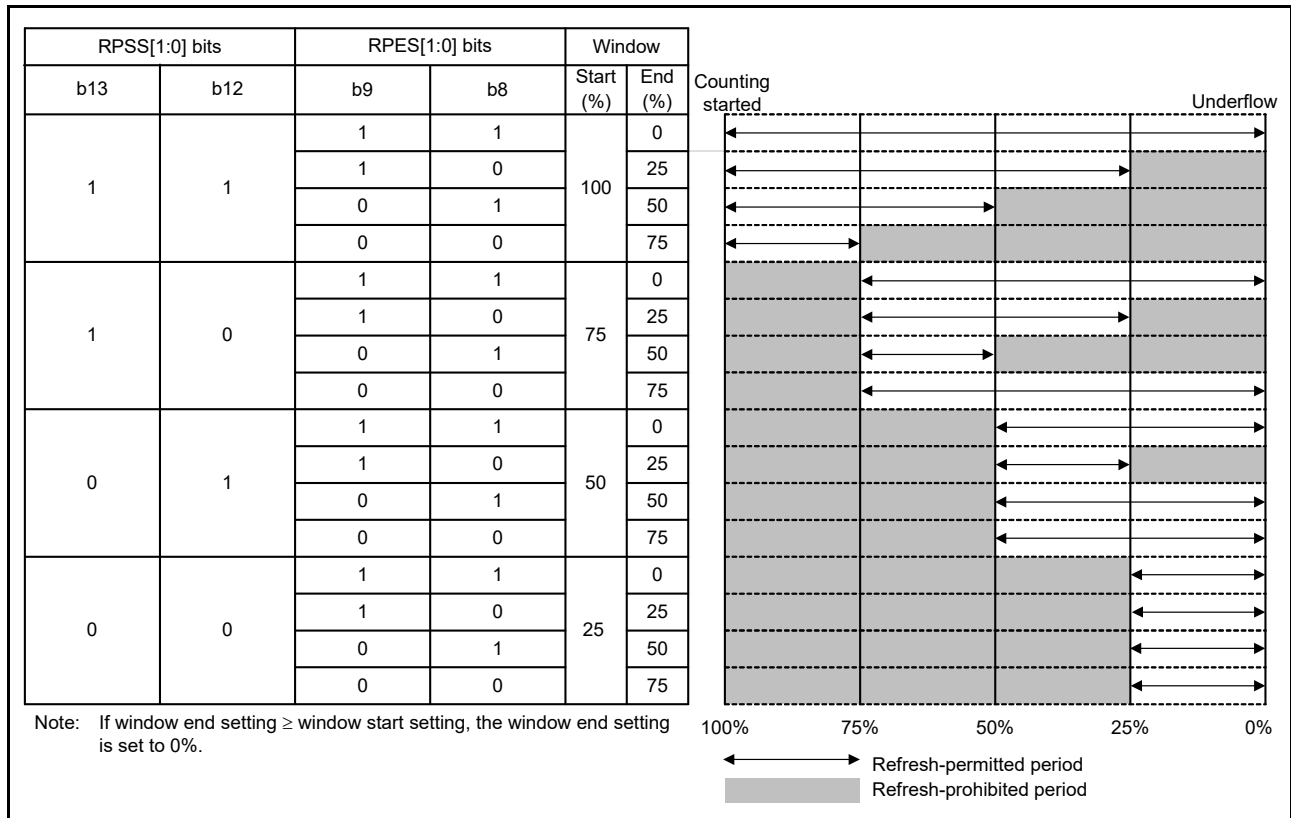 RPSS[1:0] bits RPES[1:0] bits Window
b13 b12 b9 b8 Start (%) End (%)
Counting started Underflow
1 1 100 1 1 0
1 0 25
0 1 50
0 0 75
1 0 75 1 1 0
1 0 25
0 1 50
0 0 75
0 1 50 1 1 0
1 0 25
0 1 50
0 0 75
0 0 25 1 1 0
1 0 25
0 1 50
0 0 75
Note: If window end setting ≥ window start setting, the window end setting
is set to 0%.
100% 75% 50% 25% 0%
Refresh-permitted period
Refresh-prohibited period